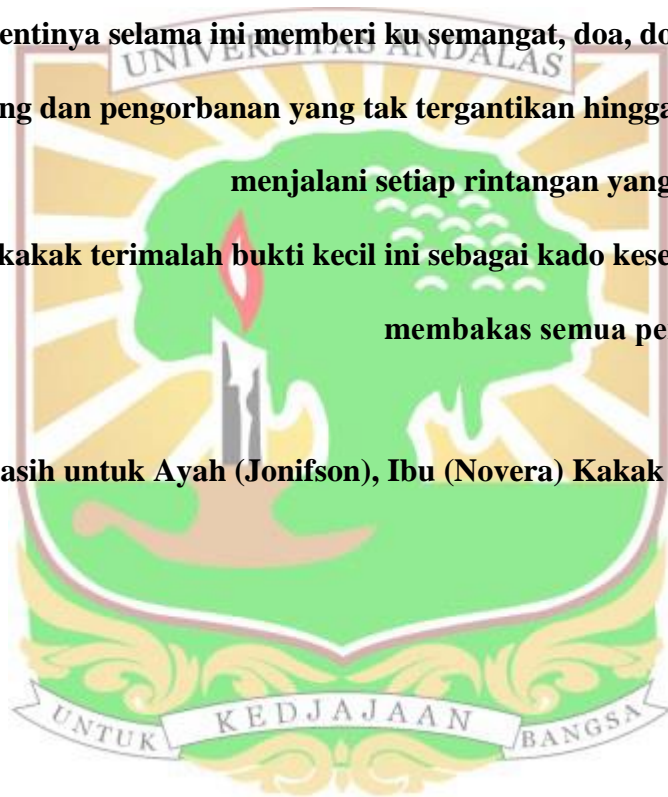 entinya selama ini memberi ku semangat, doa, do
UNIVERSITAS ANDALAS
ng dan pengorbanan yang tak tergantikan hingga
menjalani setiap rintangan yang
kakak terimalah bukti kecil ini sebagai kado kese
membakas semua pe
asih untuk Ayah (Jonifson), Ibu (Novera) Kakak
UNTUK KEDJAJAAN BANGSA